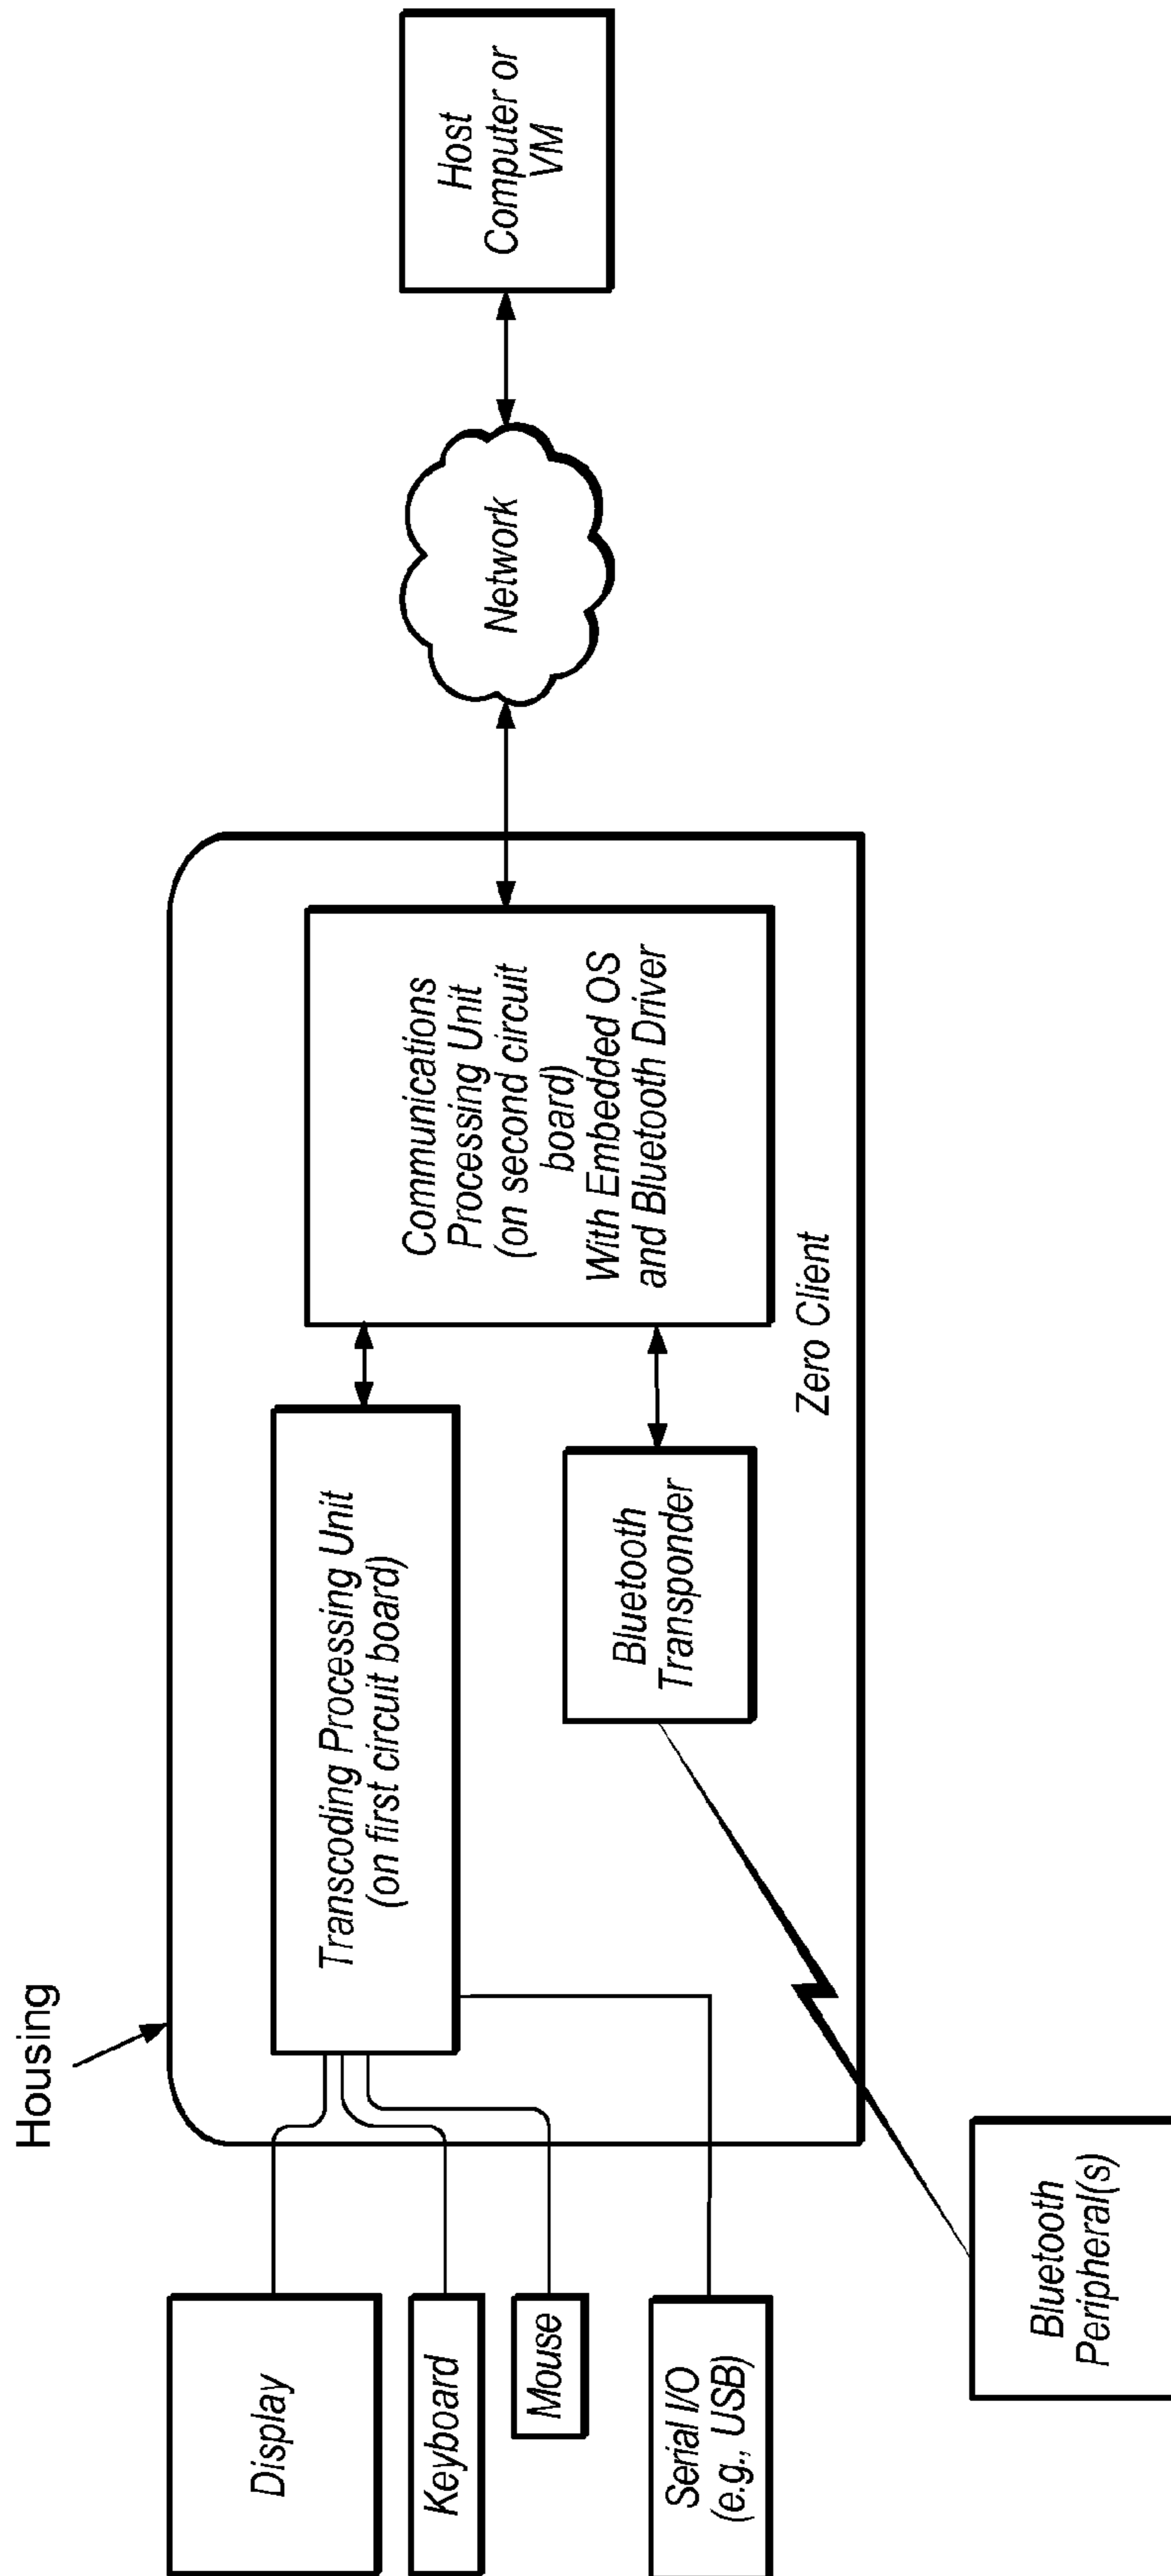 Housing
Display
Keyboard
Mouse
Serial I/O
(e.g., USB)
Bluetooth
Peripheral(s)
Transcoding Processing Unit
(on first circuit board)
Bluetooth
Transponder
Communications
Processing Unit
(on second circuit
board)
With Embedded OS
and Bluetooth Driver
Zero Client
Network
Host
Computer or
VM